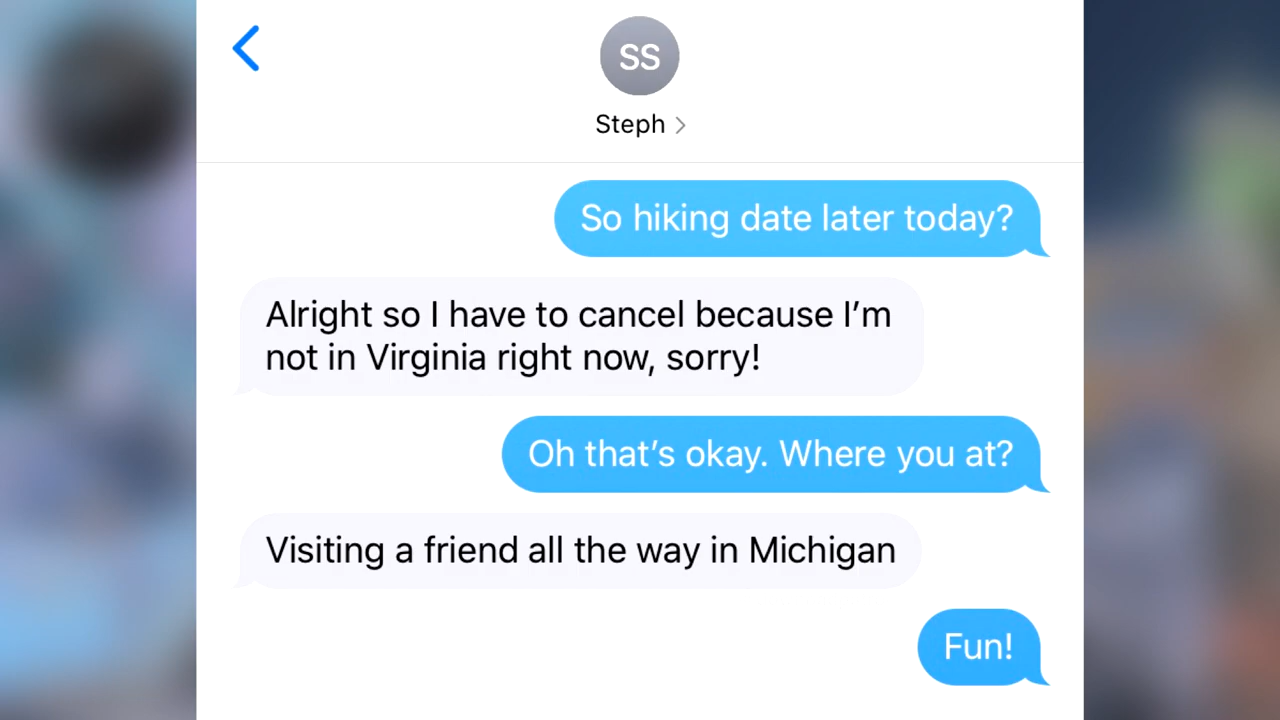 SS
Steph
So hiking date later today?
Alright so I have to cancel because I’m
not in Virginia right now, sorry!
Oh that’s okay. Where you at?
Visiting a friend all the way in Michigan
Fun!